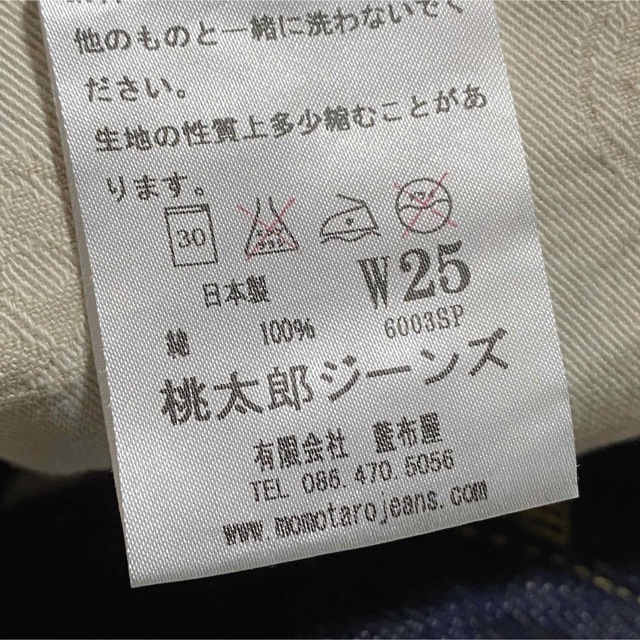 他のものと一緒に洗わないでく
ださい。
生地の性質上多少縮むことがあ
ります。
30
日本製
W25
綿 100% 6003SP
桃太郎ジーンズ
有限会社 藍布屋
TEL 086.470.5056
www.momotarojeans.com